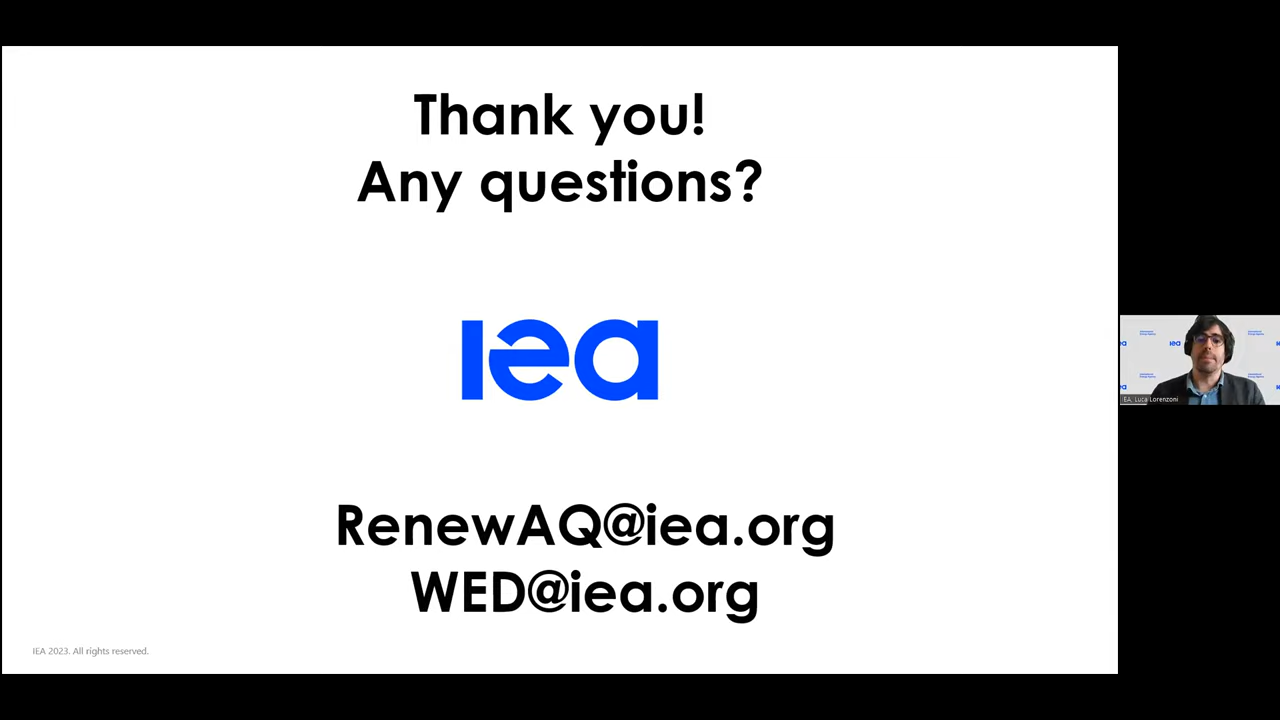 Thank you!
Any questions?
iea
RenewAQ@iea.org
WED@iea.org
IEA 2023. All rights reserved.
iea
IEA, Luca Lorenzoni